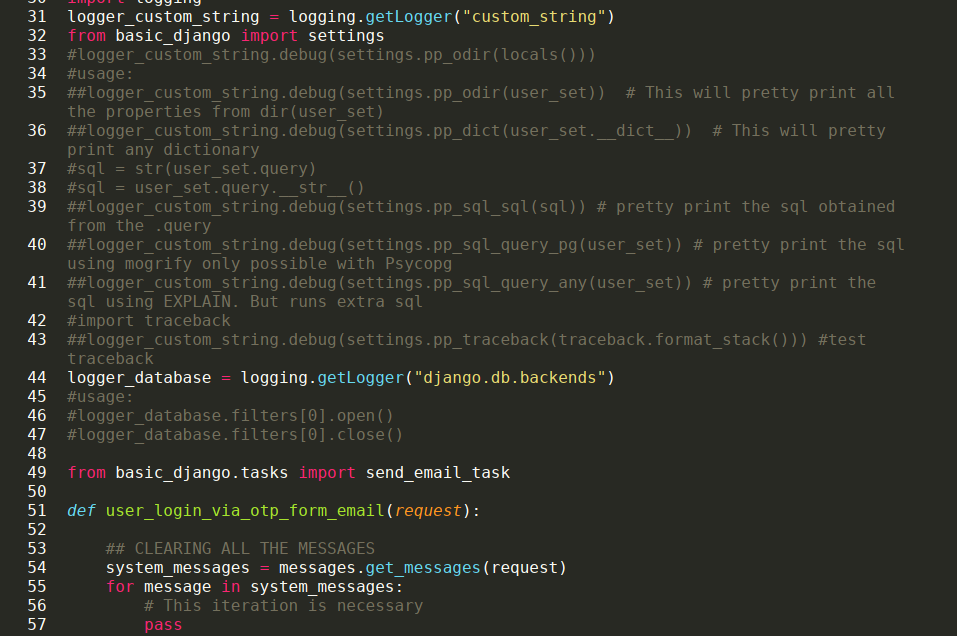 30 import logging
31 logger_custom_string = logging.getLogger("custom_string")
32 from basic_django import settings
33 #logger_custom_string.debug(settings.pp_odir(locals()))
34 #usage:
35 ##logger_custom_string.debug(settings.pp_odir(user_set))  # This will pretty print all
the properties from dir(user_set)
36 ##logger_custom_string.debug(settings.pp_dict(user_set.__dict__))  # This will pretty
print any dictionary
37 #sql = str(user_set.query)
38 #sql = user_set.query.__str__()
39 ##logger_custom_string.debug(settings.pp_sql_sql(sql)) # pretty print the sql obtained
from the .query
40 ##logger_custom_string.debug(settings.pp_sql_query_pg(user_set)) # pretty print the sql
using mogrify only possible with Psycopg
41 ##logger_custom_string.debug(settings.pp_sql_query_any(user_set)) # pretty print the
sql using EXPLAIN. But runs extra sql
42 #import traceback
43 ##logger_custom_string.debug(settings.pp_traceback(traceback.format_stack())) #test
traceback
44 logger_database = logging.getLogger("django.db.backends")
45 #usage:
46 #logger_database.filters[0].open()
47 #logger_database.filters[0].close()
48
49 from basic_django.tasks import send_email_task
50
51 def user_login_via_otp_form_email(request):
52
53     ## CLEARING ALL THE MESSAGES
54     system_messages = messages.get_messages(request)
55     for message in system_messages:
56         # This iteration is necessary
57         pass